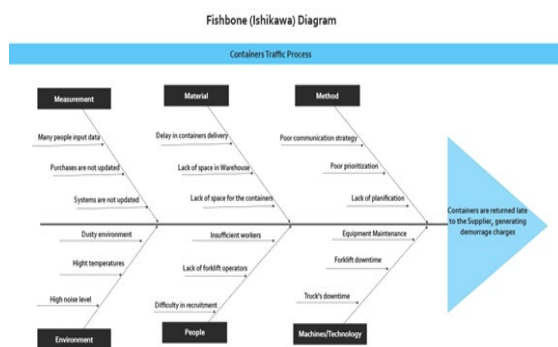 Fishbone (Ishikawa) Diagram
Containers Traffic Process
Measurement
Material
Method
Many people input data
Purchases are not updated
Systems are not updated
Delay in containers delivery
Lack of space in Warehouse
Lack of space for the containers
Poor communication strategy
Poor prioritization
Lack of planification
Containers are returned late
to the Supplier, generating
demurrage charges
Dusty environment
Hight temperatures
High noise level
Insufficient workers
Lack of forklift operators
Difficulty in recruitment
Equipment Maintenance
Forklift downtime
Truck's downtime
Environment
People
Machines/Technology